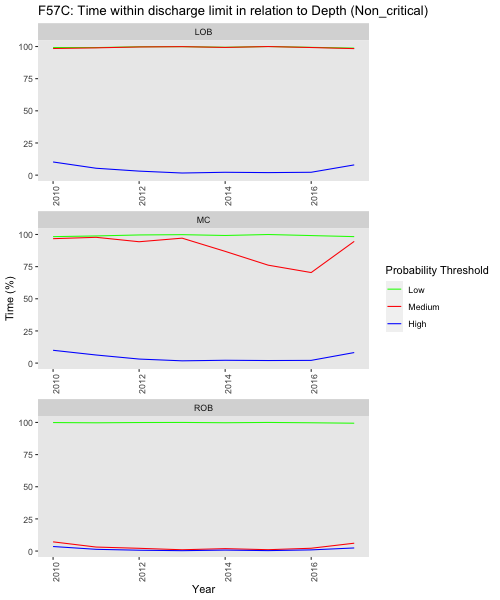 F57C: Time within discharge limit in relation to Depth (Non_critical)
LOB
100
75
50
25
0
2010
2012
2014
2016
MC
100
75
50
25
0
2010
2012
2014
2016
ROB
100
75
50
25
0
2010
2012
2014
2016
Time (%)
Year
Probability Threshold
Low
Medium
High